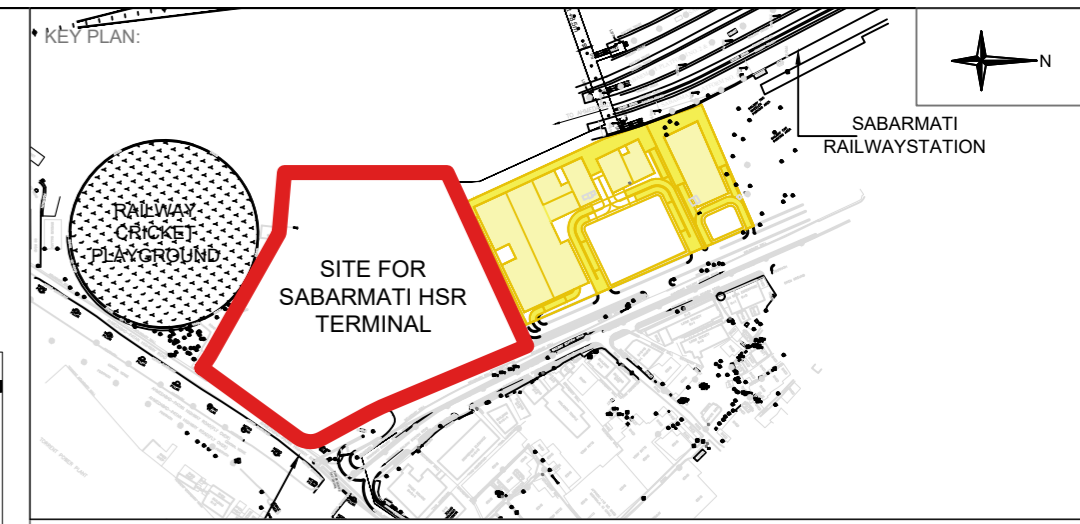 KEY PLAN:
N
SABARMATI
RAILWAYSTATION
RAILWAY
CRICKET
PLAYGROUND
SITE FOR
SABARMATI HSR
TERMINAL